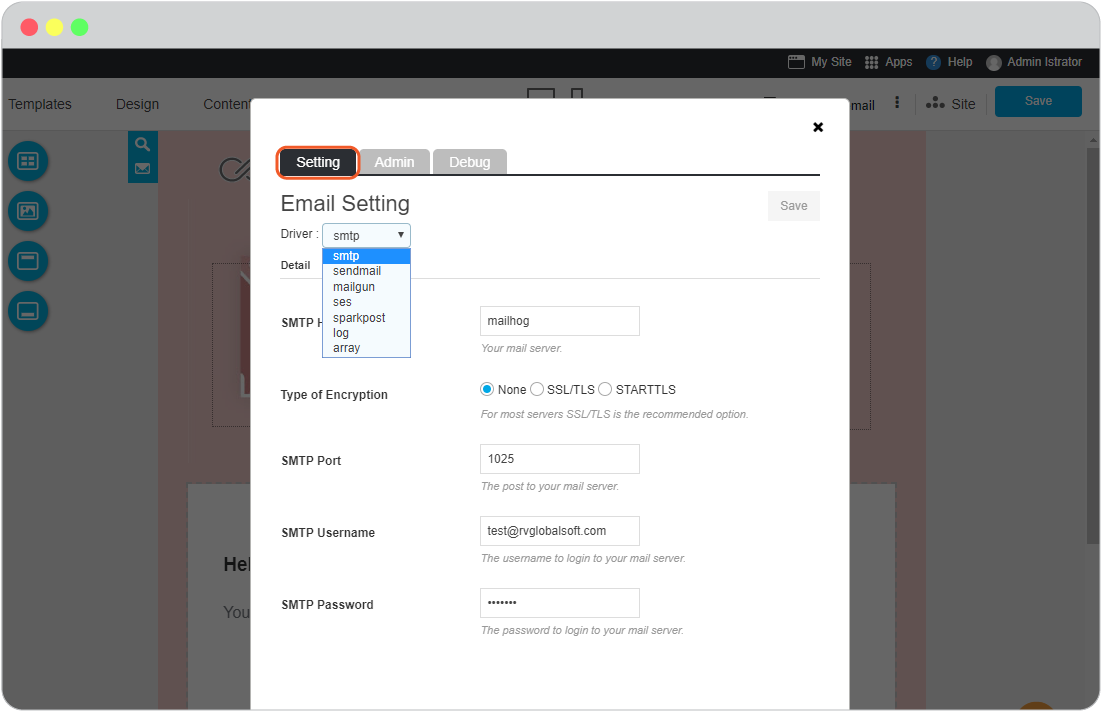 My Site Apps ? Help Admin Istrator
Templates Design Conten mail Site Save
Setting Admin Debug
Email Setting Save
Driver : smtp
smtp
Detail
sendmail
mailgun
ses
sparkpost
log
array
SMTP H mailhog
Your mail server.
Type of Encryption None SSL/TLS STARTTLS
For most servers SSL/TLS is the recommended option.
SMTP Port 1025
The post to your mail server.
SMTP Username test@rvglobalsoft.com
The username to login to your mail server.
Hel
SMTP Password •••••••
You
The password to login to your mail server.